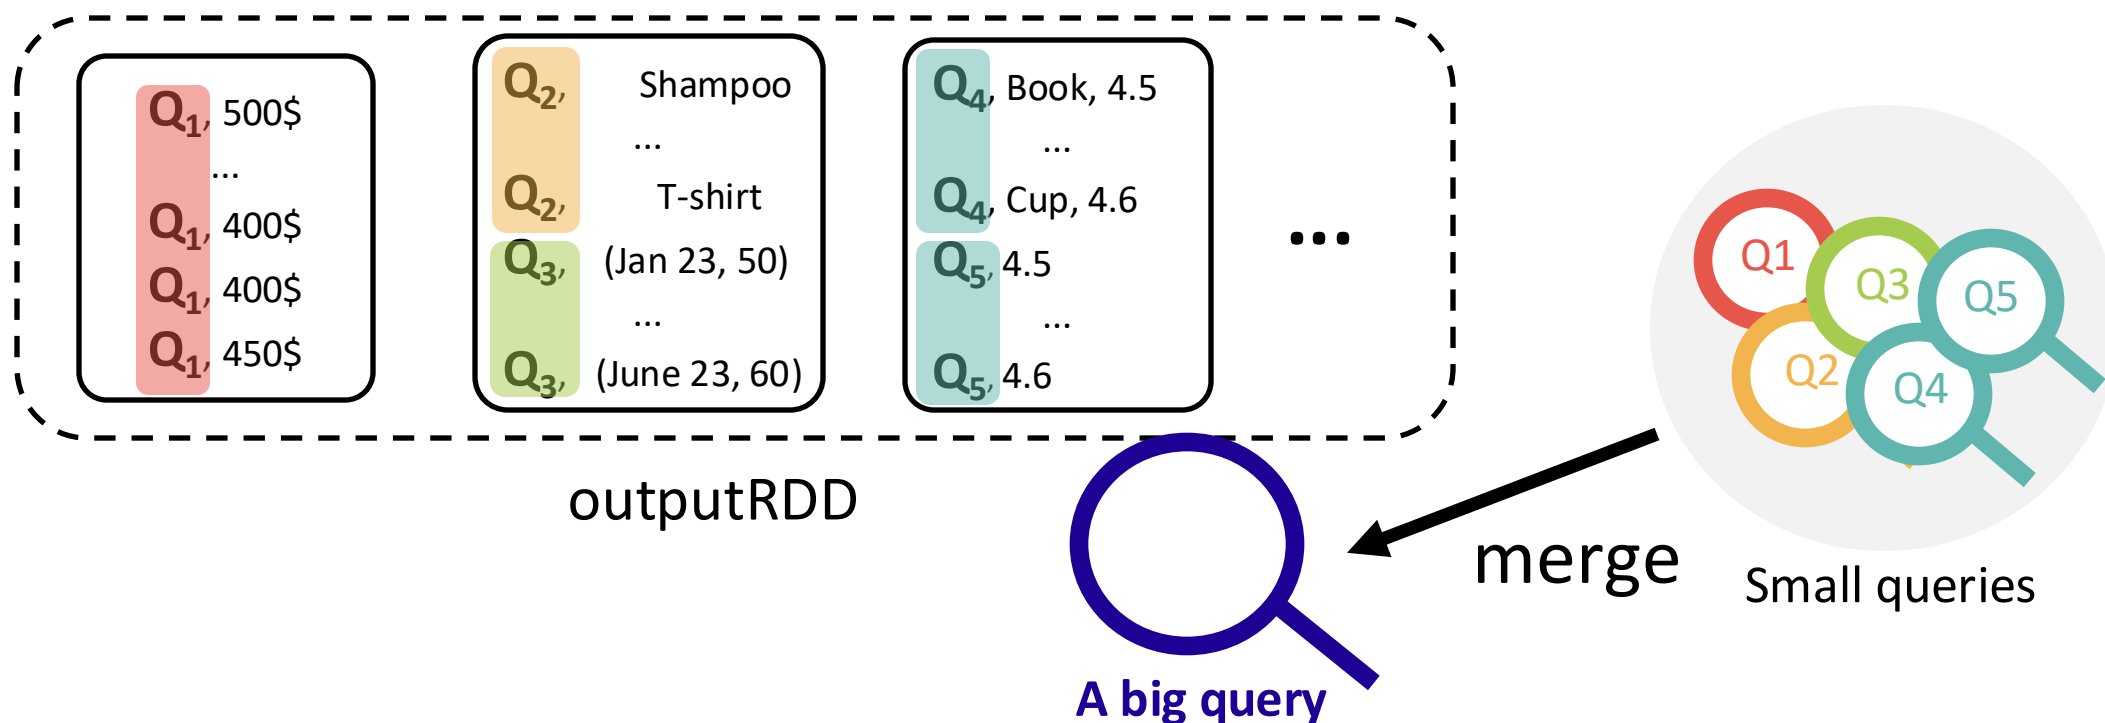 Q1, 500$
...
Q1, 400$
Q1, 400$
Q1, 450$
Q2, Shampoo
...
Q2, T-shirt
Q3, (Jan 23, 50)
...
Q3, (June 23, 60)
Q4, Book, 4.5
...
Q4, Cup, 4.6
Q5, 4.5
...
Q5, 4.6
...
outputRDD
A big query
merge
Q1
Q3
Q5
Q2
Q4
Small queries